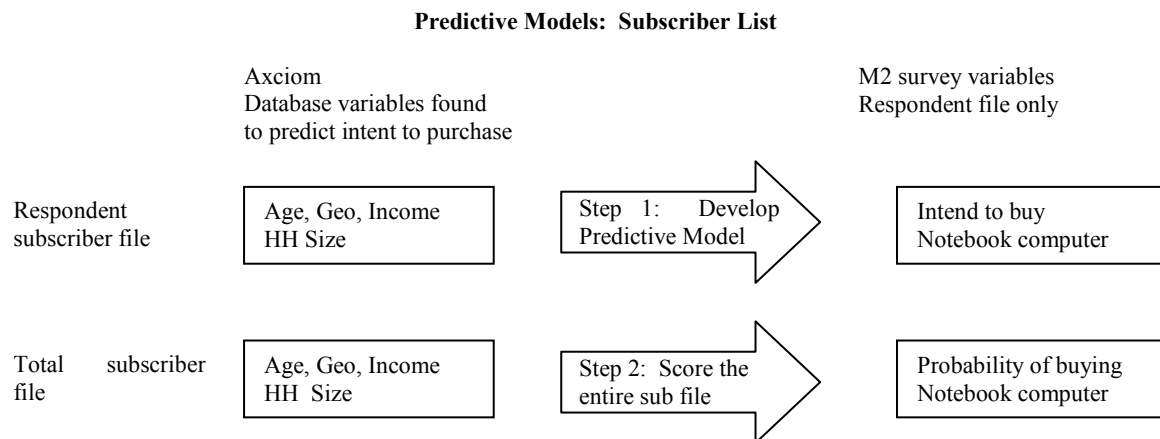 Predictive Models: Subscriber List
Axciom
Database variables found
to predict intent to purchase
M2 survey variables
Respondent file only
Respondent
subscriber file
Age, Geo, Income
HH Size
Step 1: Develop
Predictive Model
Intend to buy
Notebook computer
Total subscriber
file
Age, Geo, Income
HH Size
Step 2: Score the
entire sub file
Probability of buying
Notebook computer